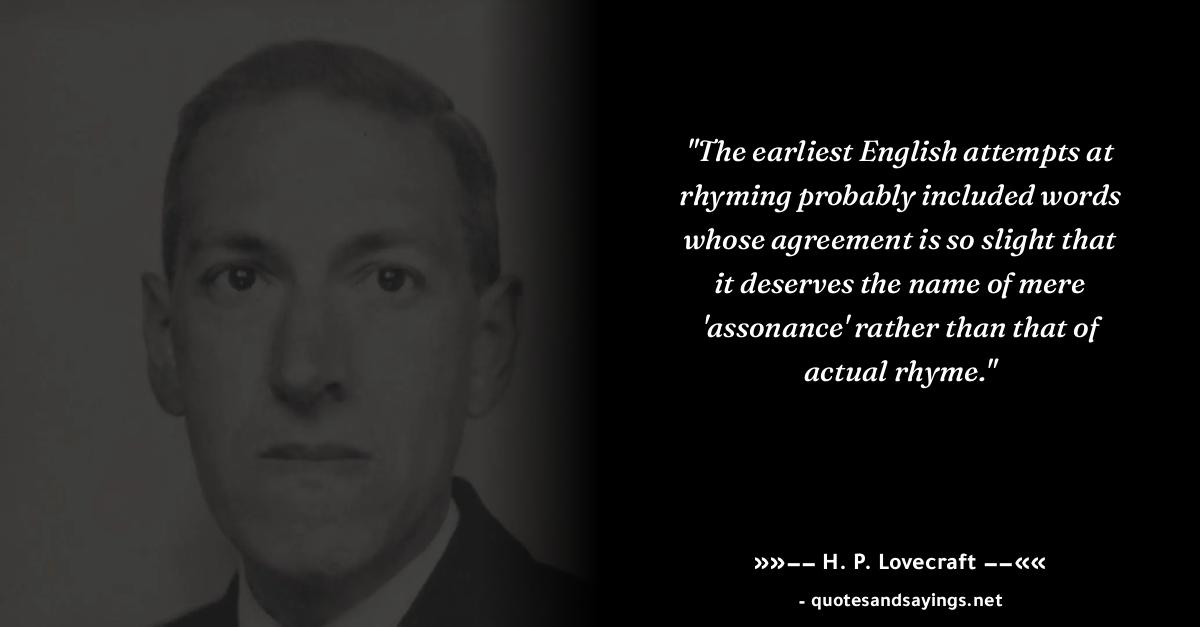 "The earliest English attempts at
rhyming probably included words
whose agreement is so slight that
it deserves the name of mere
'assonance' rather than that of
actual rhyme."
»»–– H. P. Lovecraft ––««
- quotesandsayings.net